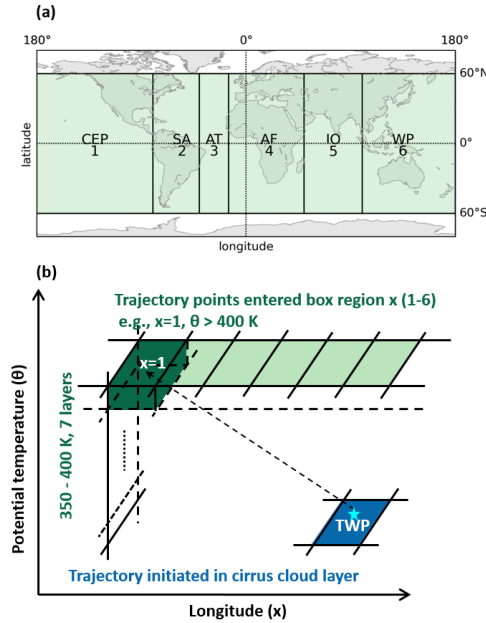 (a)
180° 0° 180°
60°N
CEP SA AT AF IO WP
1 2 3 4 5 6
0°
60°S
latitude
longitude
(b)
Trajectory points entered box region x (1-6)
e.g., x=1, θ > 400 K
x=1
Potential temperature (θ)
350 - 400 K, 7 layers
TWP
Trajectory initiated in cirrus cloud layer
Longitude (x)